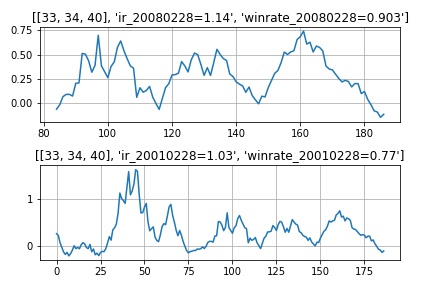 [[33, 34, 40], 'ir_20080228=1.14', 'winrate_20080228=0.903']
0.75
0.50
0.25
0.00
80 100 120 140 160 180
[[33, 34, 40], 'ir_20010228=1.03', 'winrate_20010228=0.77']
1
0
0 25 50 75 100 125 150 175